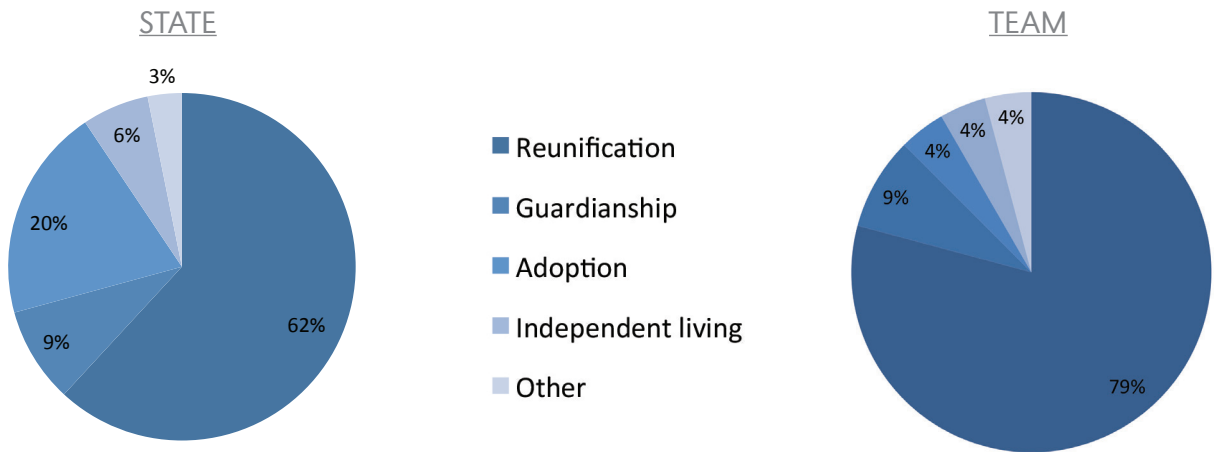 STATE
3%
6%
20%
9%
62%
Reunification
Guardianship
Adoption
Independent living
Other
TEAM
4%
4%
4%
9%
79%